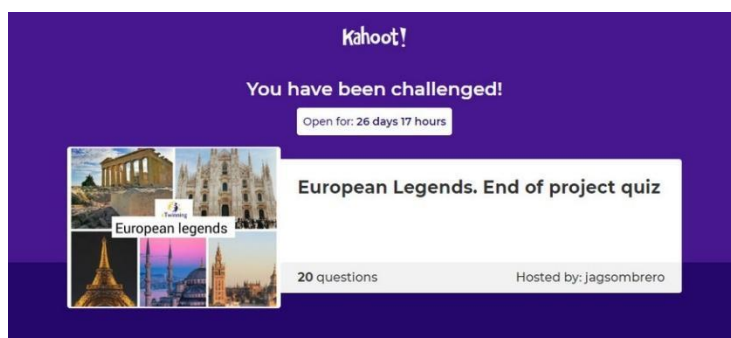 Kahoot!
You have been challenged!
Open for: 26 days 17 hours
European Legends. End of project quiz
Twinning
European legends
20 questions
Hosted by: jagsombrero